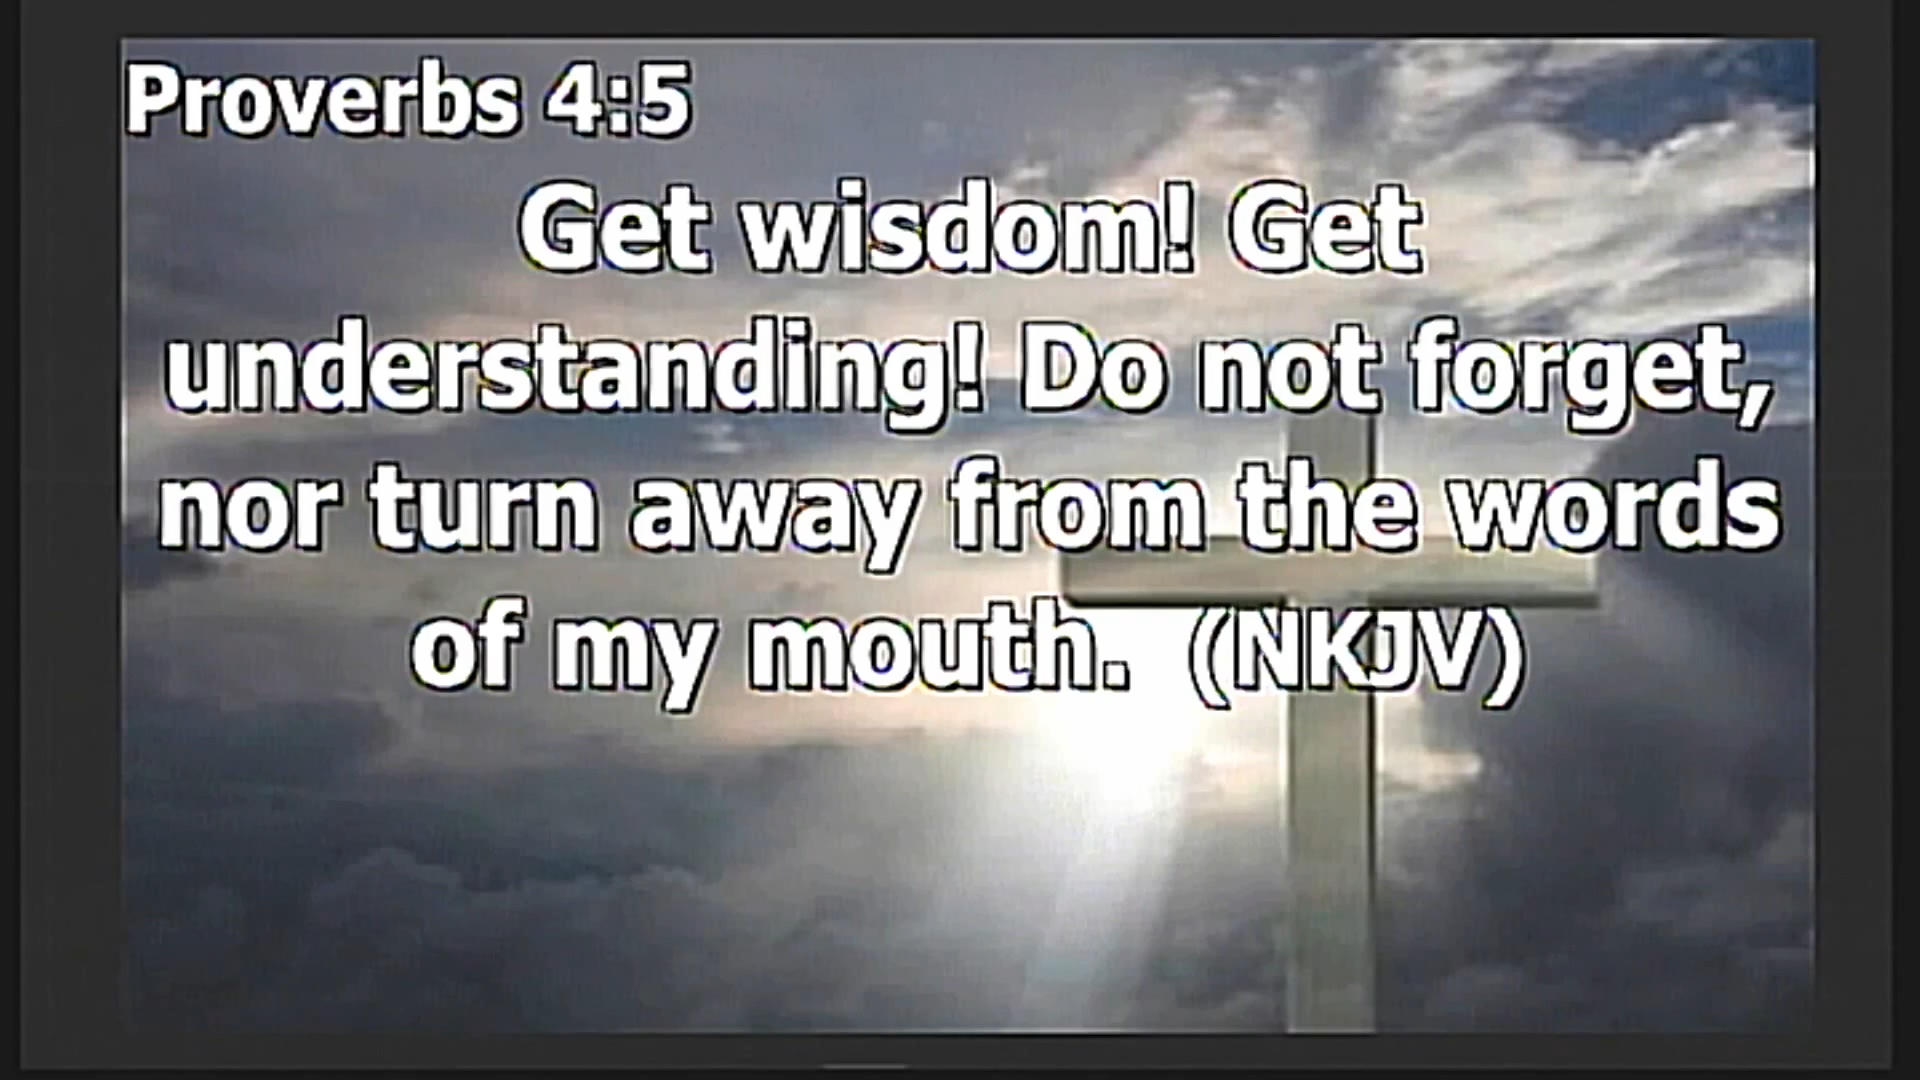 Proverbs 4:5
Get wisdom! Get
understanding! Do not forget,
nor turn away from the words
of my mouth. (NKJV)